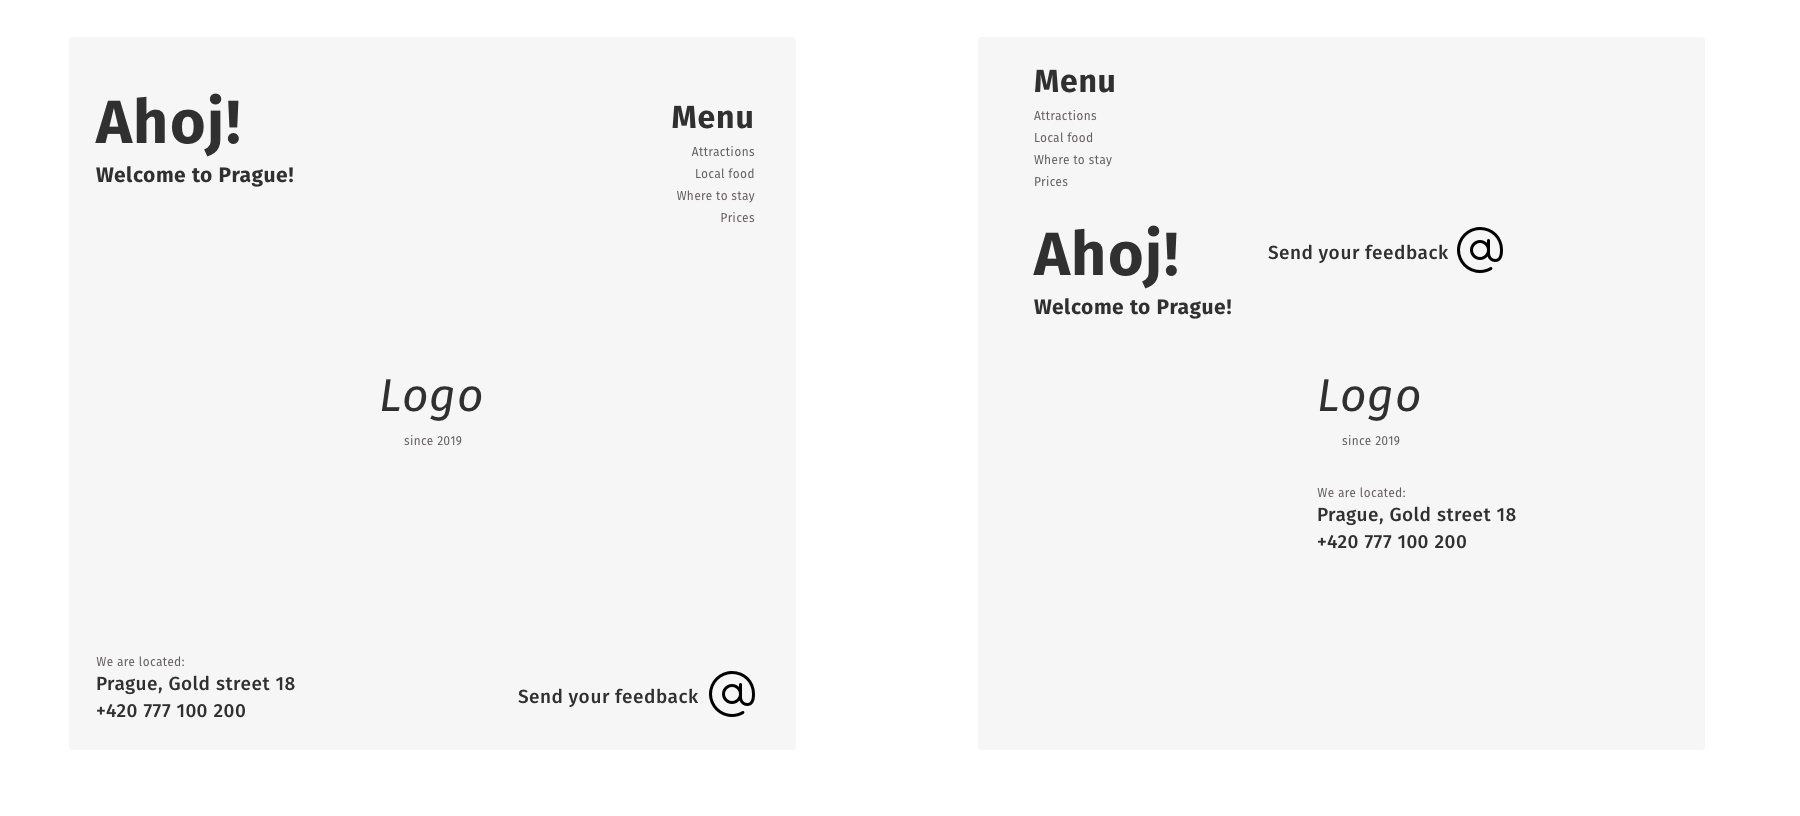 Ahoj!
Welcome to Prague!
Menu
Attractions
Local food
Where to stay
Prices
Logo
since 2019
We are located:
Prague, Gold street 18
+420 777 100 200
Send your feedback @
Menu
Attractions
Local food
Where to stay
Prices
Ahoj!
Welcome to Prague!
Send your feedback @
Logo
since 2019
We are located:
Prague, Gold street 18
+420 777 100 200